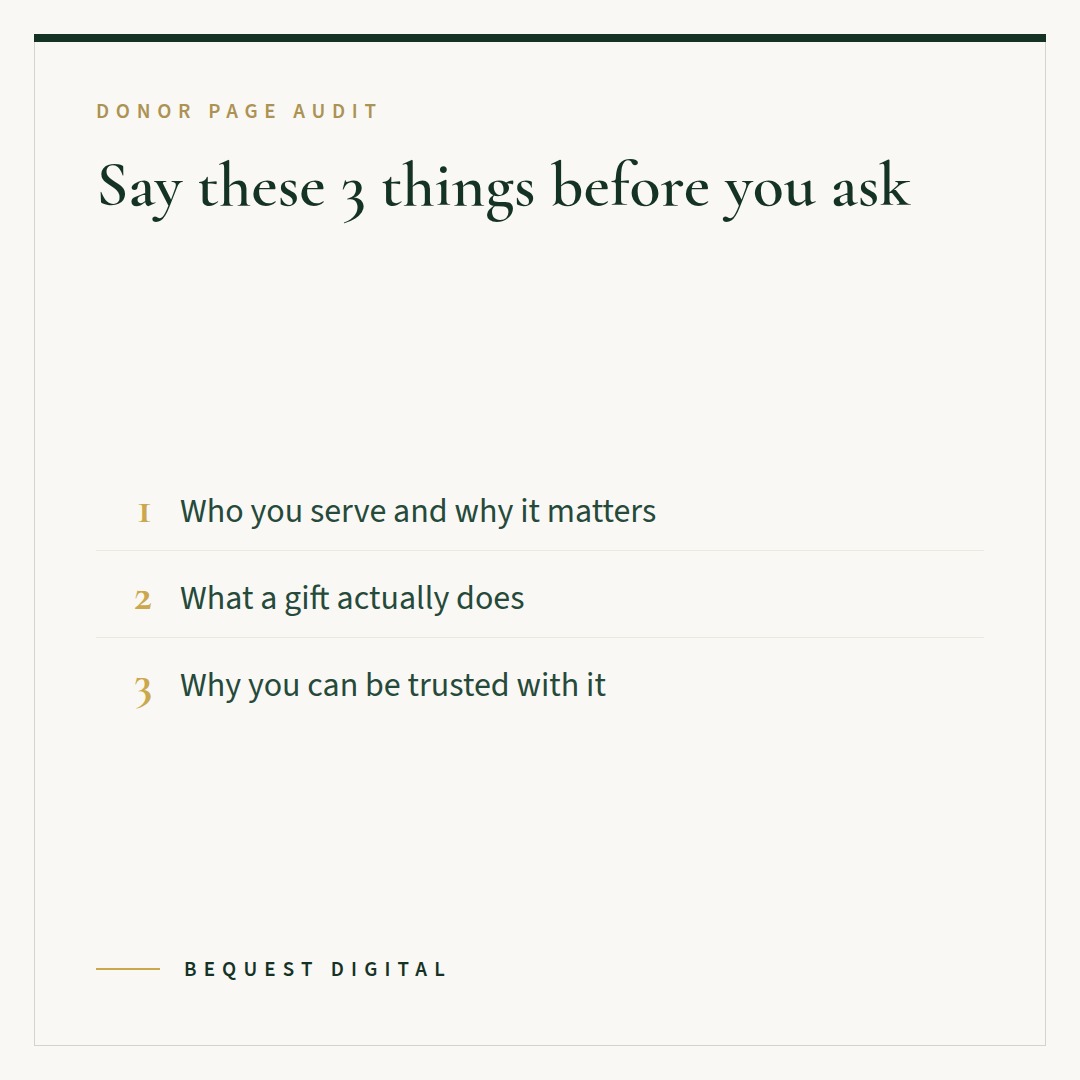 DONOR PAGE AUDIT
Say these 3 things before you ask
1 Who you serve and why it matters
2 What a gift actually does
3 Why you can be trusted with it
BEQUEST DIGITAL